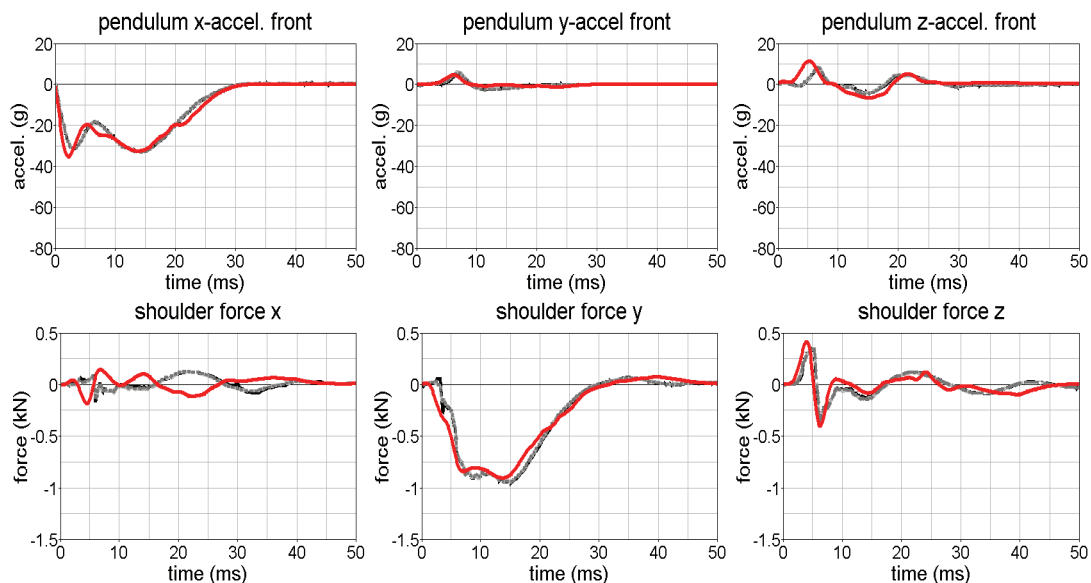 pendulum x-accel. front
pendulum y-accel front
pendulum z-accel. front
accel. (g)
20
0
-20
-40
-60
-80
0 10 20 30 40 50
time (ms)
accel. (g)
20
0
-20
-40
-60
-80
0 10 20 30 40 50
time (ms)
accel. (g)
20
0
-20
-40
-60
-80
0 10 20 30 40 50
time (ms)
shoulder force x
shoulder force y
shoulder force z
force (kN)
0.5
0
-0.5
-1
-1.5
0 10 20 30 40 50
time (ms)
force (kN)
0.5
0
-0.5
-1
-1.5
0 10 20 30 40 50
time (ms)
force (kN)
0.5
0
-0.5
-1
-1.5
0 10 20 30 40 50
time (ms)